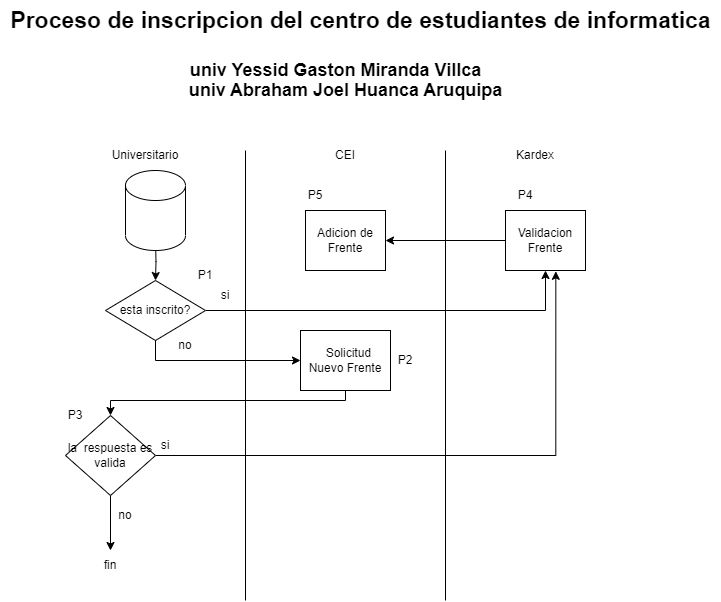 Proceso de inscripcion del centro de estudiantes de informatica
univ Yessid Gaston Miranda Villca
univ Abraham Joel Huanca Aruquipa
Universitario
CEI
Kardex
P5
P4
Adicion de
Frente
Validacion
Frente
P1
si
esta inscrito?
no
Solicitud
Nuevo Frente
P2
P3
la respuesta es
valida
si
no
fin